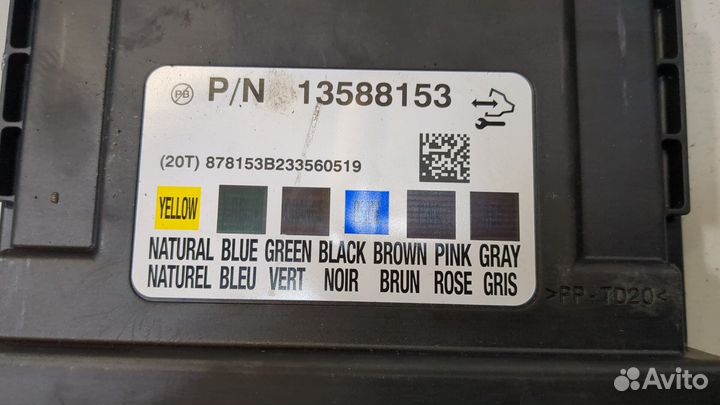 PB P/N 13588153
(20T) 878153B233560519
YELLOW
NATURAL BLUE GREEN BLACK BROWN PINK GRAY
NATUREL BLEU VERT NOIR BRUN ROSE GRIS
>PP-TD20<
Avito